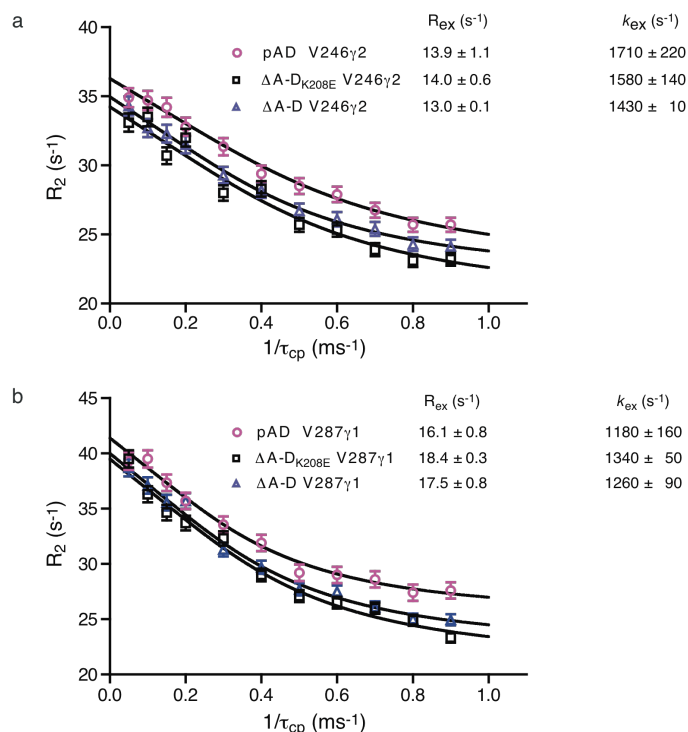 a
R_ex (s⁻¹) k_ex (s⁻¹)
pAD V246γ2 13.9 ± 1.1 1710 ± 220
ΔA-D_K208E V246γ2 14.0 ± 0.6 1580 ± 140
ΔA-D V246γ2 13.0 ± 0.1 1430 ± 10
40
35
30
25
20
R₂ (s⁻¹)
0.0 0.2 0.4 0.6 0.8 1.0
1/τ_cp (ms⁻¹)
b
R_ex (s⁻¹) k_ex (s⁻¹)
pAD V287γ1 16.1 ± 0.8 1180 ± 160
ΔA-D_K208E V287γ1 18.4 ± 0.3 1340 ± 50
ΔA-D V287γ1 17.5 ± 0.8 1260 ± 90
45
40
35
30
25
20
R₂ (s⁻¹)
0.0 0.2 0.4 0.6 0.8 1.0
1/τ_cp (ms⁻¹)